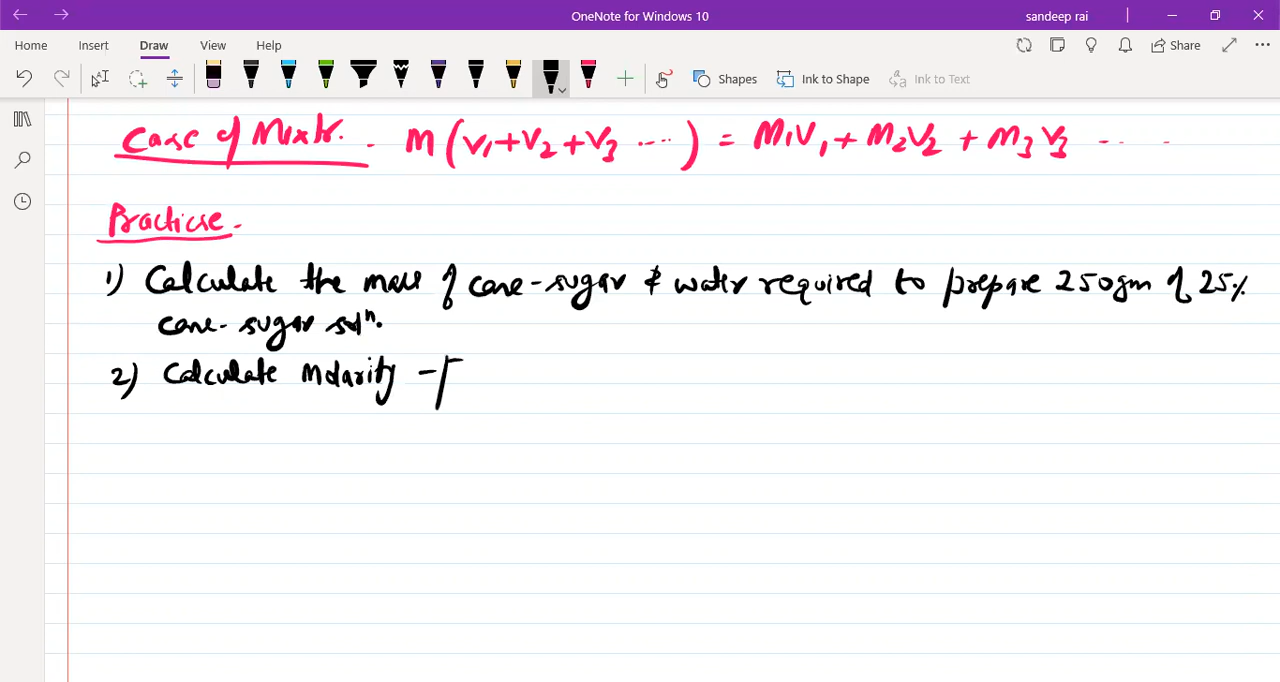 OneNote for Windows 10
sandeep rai
Home Insert Draw View Help
Share
Shapes Ink to Shape Ink to Text
Case of Mixtr. - M(V1+V2+V3 ...) = M1V1 + M2V2 + M3V3 ....
Practicse.
1) Calculate the mass of cane-sugar & water required to prepare 250gm of 25%
cane-sugar solⁿ.
2) Calculate Molarity -